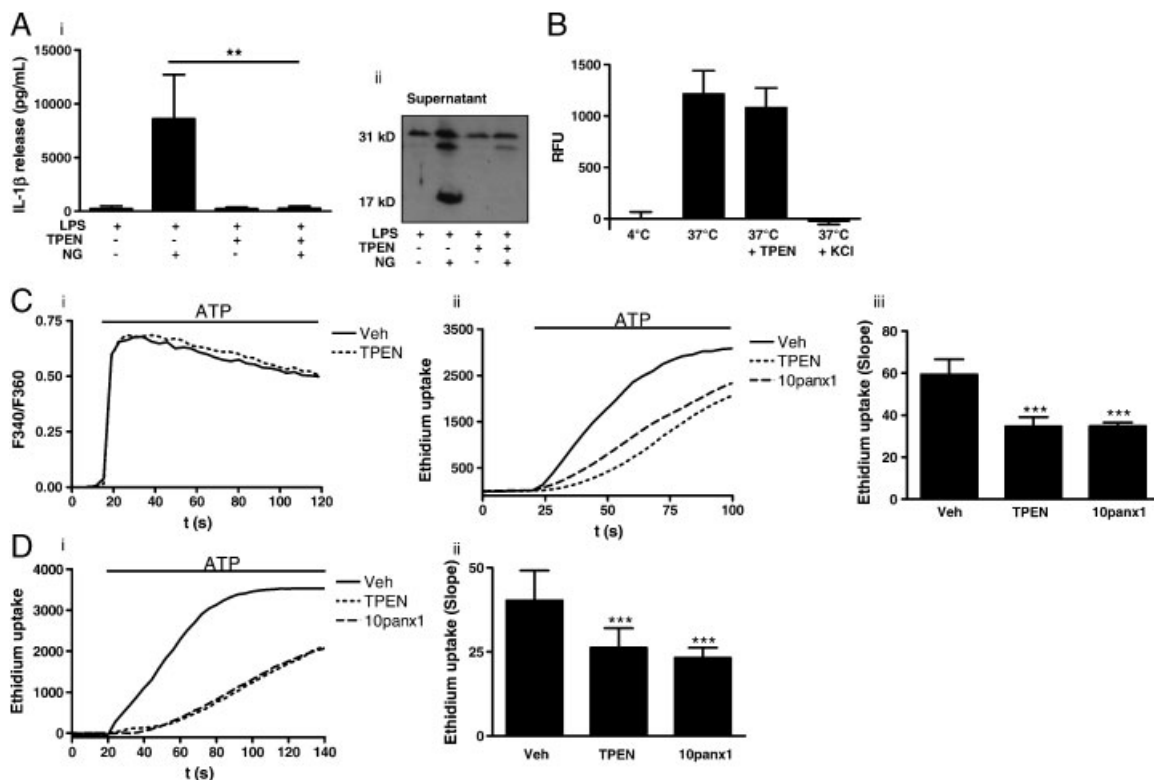 A
i
15000
10000
5000
0
IL-1β release (pg/mL)
**
LPS + + + +
TPEN - - + +
NG - + - +
ii
Supernatant
31 kD
17 kD
LPS + + + +
TPEN - - + +
NG - + - +
B
1500
1000
500
0
RFU
4°C 37°C 37°C 37°C
+ TPEN + KCl
C
i
ATP
0.75
0.50
0.25
0.00
F340/F360
0 20 40 60 80 100 120
t (s)
Veh
TPEN
ii
ATP
3500
2500
1500
500
Ethidium uptake
0 25 50 75 100
t (s)
Veh
TPEN
10panx1
iii
80
60
40
20
0
Ethidium uptake (Slope)
*** ***
Veh TPEN 10panx1
D
i
ATP
4000
3000
2000
1000
0
Ethidium uptake
0 20 40 60 80 100 120 140
t (s)
Veh
TPEN
10panx1
ii
50
25
0
Ethidium uptake (Slope)
*** ***
Veh TPEN 10panx1